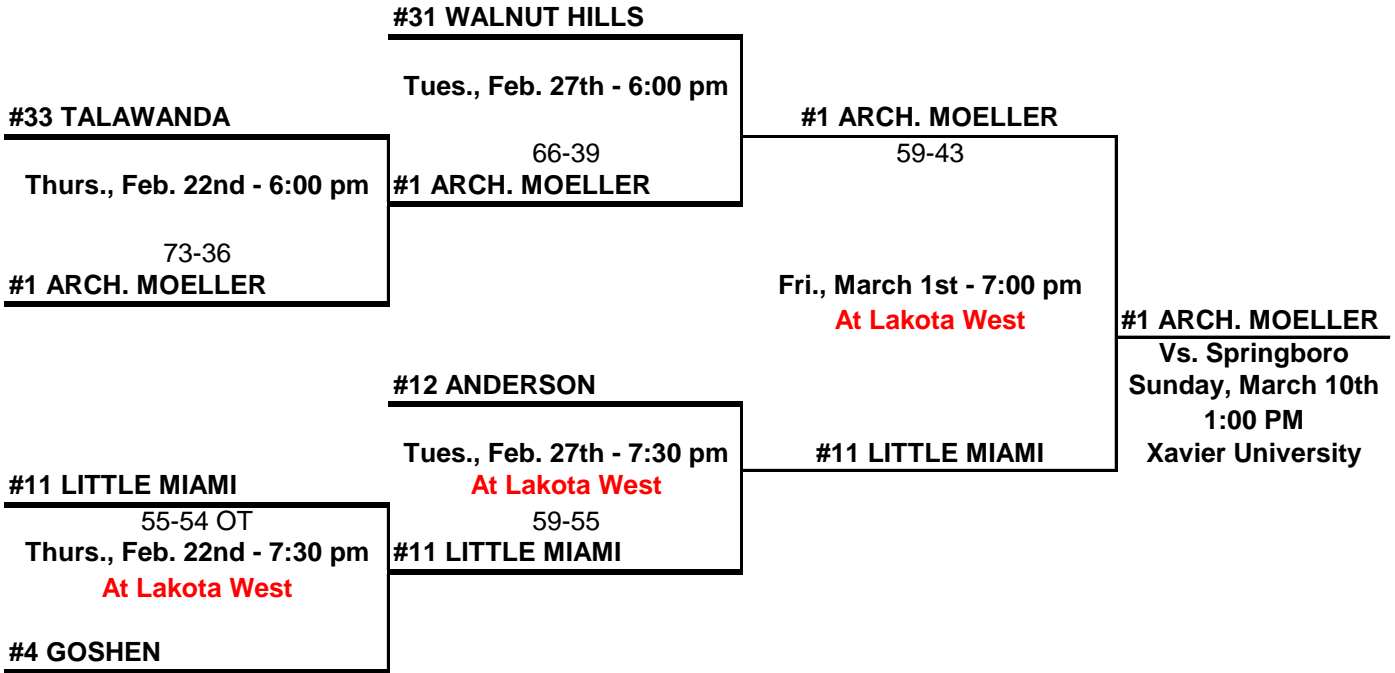 #31 WALNUT HILLS
Tues., Feb. 27th - 6:00 pm
#33 TALAWANDA
#1 ARCH. MOELLER
66-39
59-43
Thurs., Feb. 22nd - 6:00 pm
#1 ARCH. MOELLER
73-36
#1 ARCH. MOELLER
Fri., March 1st - 7:00 pm
At Lakota West
#1 ARCH. MOELLER
Vs. Springboro
Sunday, March 10th
1:00 PM
Xavier University
#12 ANDERSON
Tues., Feb. 27th - 7:30 pm
At Lakota West
#11 LITTLE MIAMI
#11 LITTLE MIAMI
55-54 OT
59-55
Thurs., Feb. 22nd - 7:30 pm
#11 LITTLE MIAMI
At Lakota West
#4 GOSHEN